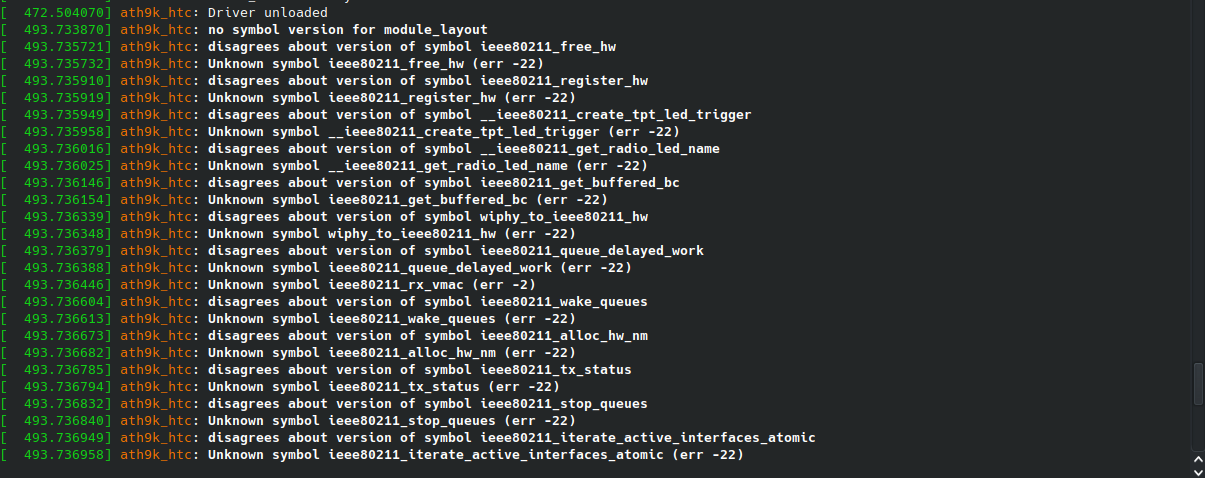 [  472.504070] ath9k_htc: Driver unloaded
[  493.733870] ath9k_htc: no symbol version for module_layout
[  493.735721] ath9k_htc: disagrees about version of symbol ieee80211_free_hw
[  493.735732] ath9k_htc: Unknown symbol ieee80211_free_hw (err -22)
[  493.735910] ath9k_htc: disagrees about version of symbol ieee80211_register_hw
[  493.735919] ath9k_htc: Unknown symbol ieee80211_register_hw (err -22)
[  493.735949] ath9k_htc: disagrees about version of symbol __ieee80211_create_tpt_led_trigger
[  493.735958] ath9k_htc: Unknown symbol __ieee80211_create_tpt_led_trigger (err -22)
[  493.736016] ath9k_htc: disagrees about version of symbol __ieee80211_get_radio_led_name
[  493.736025] ath9k_htc: Unknown symbol __ieee80211_get_radio_led_name (err -22)
[  493.736146] ath9k_htc: disagrees about version of symbol ieee80211_get_buffered_bc
[  493.736154] ath9k_htc: Unknown symbol ieee80211_get_buffered_bc (err -22)
[  493.736339] ath9k_htc: disagrees about version of symbol wiphy_to_ieee80211_hw
[  493.736348] ath9k_htc: Unknown symbol wiphy_to_ieee80211_hw (err -22)
[  493.736379] ath9k_htc: disagrees about version of symbol ieee80211_queue_delayed_work
[  493.736388] ath9k_htc: Unknown symbol ieee80211_queue_delayed_work (err -22)
[  493.736446] ath9k_htc: Unknown symbol ieee80211_rx_vmac (err -2)
[  493.736604] ath9k_htc: disagrees about version of symbol ieee80211_wake_queues
[  493.736613] ath9k_htc: Unknown symbol ieee80211_wake_queues (err -22)
[  493.736673] ath9k_htc: disagrees about version of symbol ieee80211_alloc_hw_nm
[  493.736682] ath9k_htc: Unknown symbol ieee80211_alloc_hw_nm (err -22)
[  493.736785] ath9k_htc: disagrees about version of symbol ieee80211_tx_status
[  493.736794] ath9k_htc: Unknown symbol ieee80211_tx_status (err -22)
[  493.736832] ath9k_htc: disagrees about version of symbol ieee80211_stop_queues
[  493.736840] ath9k_htc: Unknown symbol ieee80211_stop_queues (err -22)
[  493.736949] ath9k_htc: disagrees about version of symbol ieee80211_iterate_active_interfaces_atomic
[  493.736958] ath9k_htc: Unknown symbol ieee80211_iterate_active_interfaces_atomic (err -22)